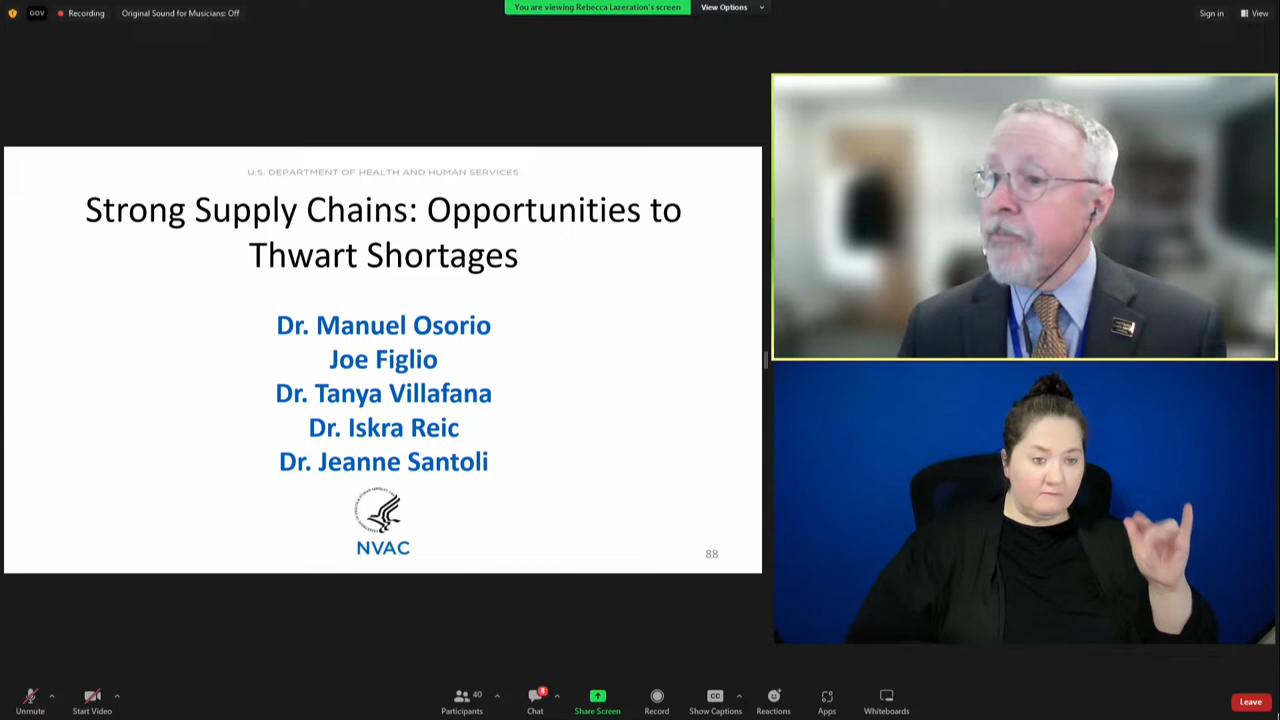 GOV
Recording
Original Sound for Musicians: Off
You are viewing Rebecca Lazeration's screen
View Options
Sign in
View
U.S. DEPARTMENT OF HEALTH AND HUMAN SERVICES
Strong Supply Chains: Opportunities to
Thwart Shortages
Dr. Manuel Osorio
Joe Figlio
Dr. Tanya Villafana
Dr. Iskra Reic
Dr. Jeanne Santoli
NVAC
88
Unmute
Start Video
40
Participants
8
Chat
Share Screen
Record
CC
Show Captions
Reactions
Apps
Whiteboards
Leave